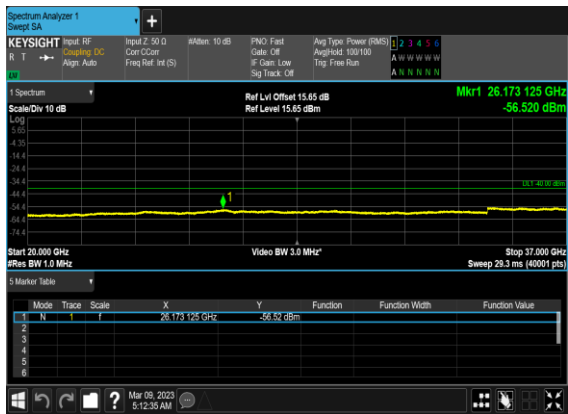 Spectrum Analyzer 1
Swept SA
KEYSIGHT Input: RF Input Z: 50 Ω #Atten: 10 dB PNO: Fast Avg Type: Power (RMS) 1 2 3 4 5 6
R T Coupling: DC Corr CCorr Gate: Off Avg|Hold: 100/100 A W W W W W
Align: Auto Freq Ref: Int (S) IF Gain: Low Trig: Free Run
Sig Track: Off A N N N N N
1 Spectrum Ref Lvl Offset 15.65 dB Mkr1 26.173 125 GHz
Scale/Div 10 dB Ref Level 15.65 dBm -56.520 dBm
Log
5.65
-4.35
-14.4
-24.4
-34.4
DL1 -40.00 dBm
-44.4
1
-54.4
-64.4
-74.4
Start 20.000 GHz Video BW 3.0 MHz* Stop 37.000 GHz
#Res BW 1.0 MHz Sweep 29.3 ms (40001 pts)
5 Marker Table
Mode Trace Scale X Y Function Function Width Function Value
1 N 1 f 26.173 125 GHz -56.52 dBm
2
3
4
5
6
Mar 09, 2023
5:12:35 AM